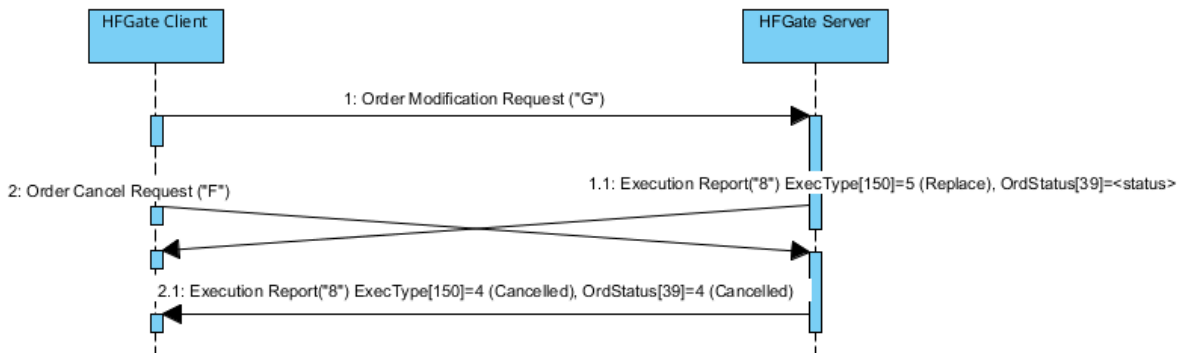 HFGate Client
HFGate Server
1: Order Modification Request ("G")
2: Order Cancel Request ("F")
1.1: Execution Report("8") ExecType[150]=5 (Replace), OrdStatus[39]=<status>
2.1: Execution Report("8") ExecType[150]=4 (Cancelled), OrdStatus[39]=4 (Cancelled)